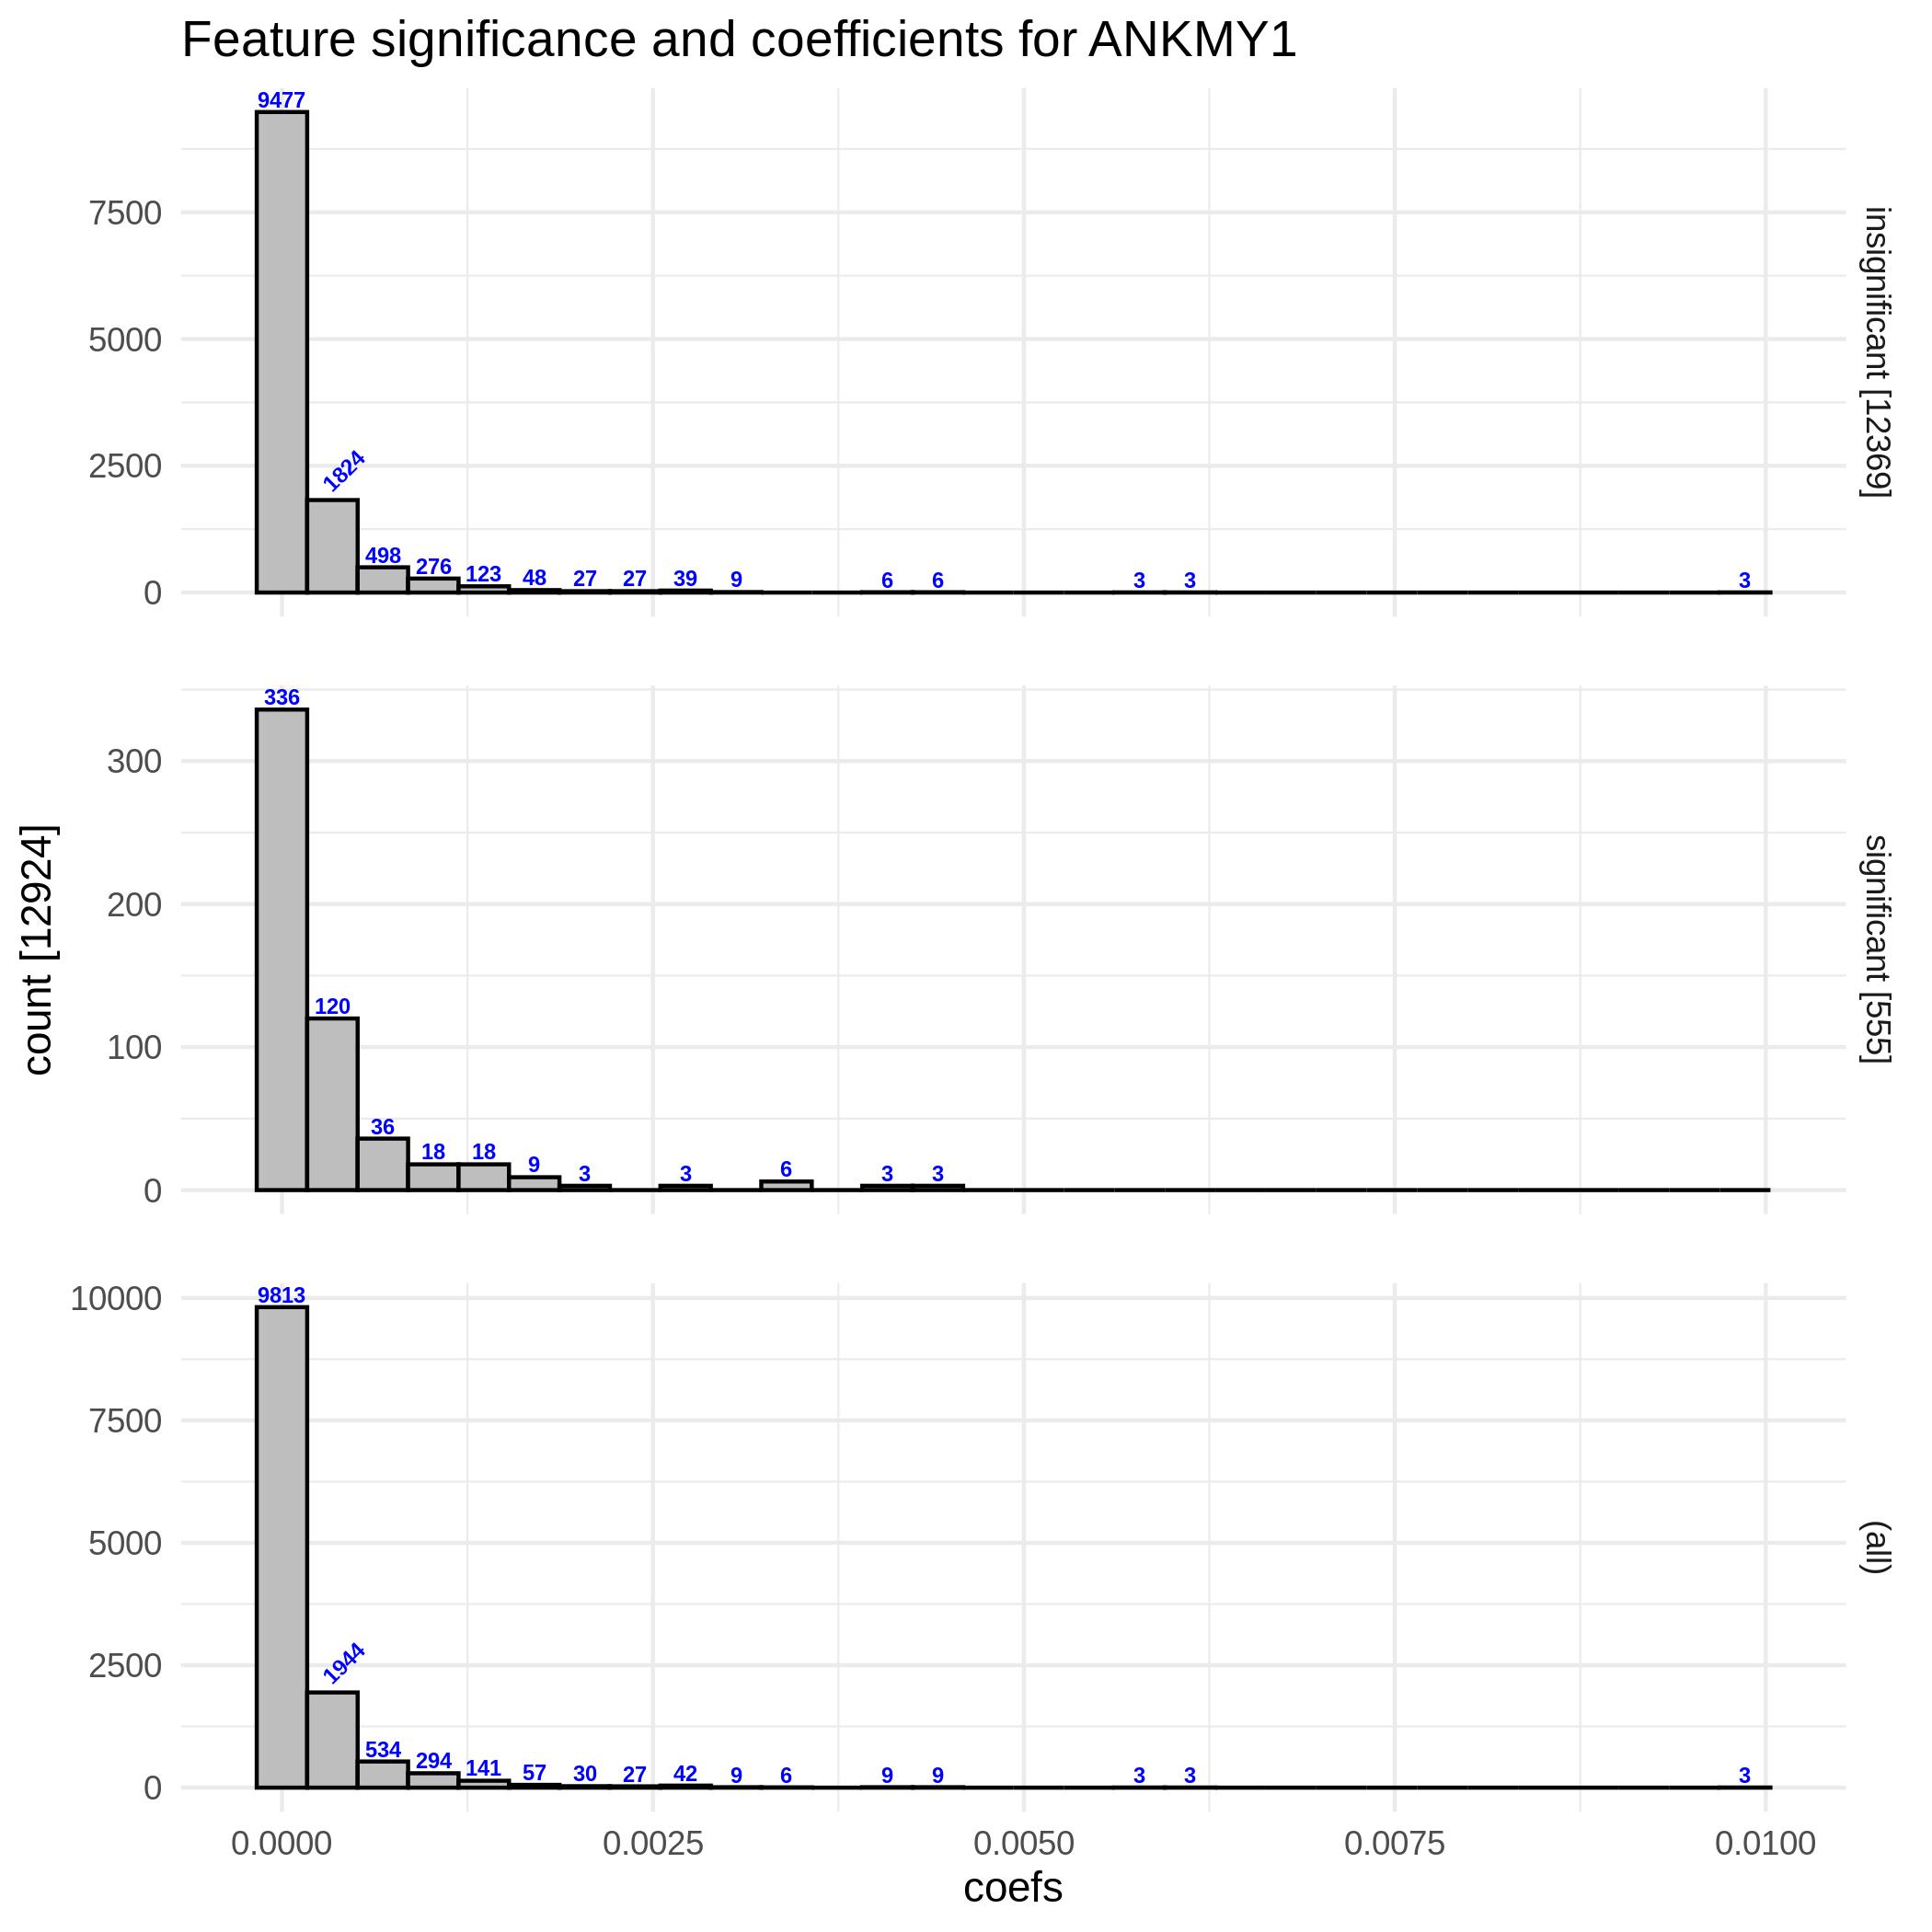 Feature significance and coefficients for ANKMY1
9477
1824
498 276 123 48 27 27 39 9 6 6 3 3 3
7500
5000
2500
0
insignificant [12369]
336
120
36 18 18 9 3 3 6 3 3
300
200
100
0
significant [555]
count [12924]
9813
1944
534 294 141 57 30 27 42 9 6 9 9 3 3 3
10000
7500
5000
2500
0
(all)
0.0000 0.0025 0.0050 0.0075 0.0100
coefs